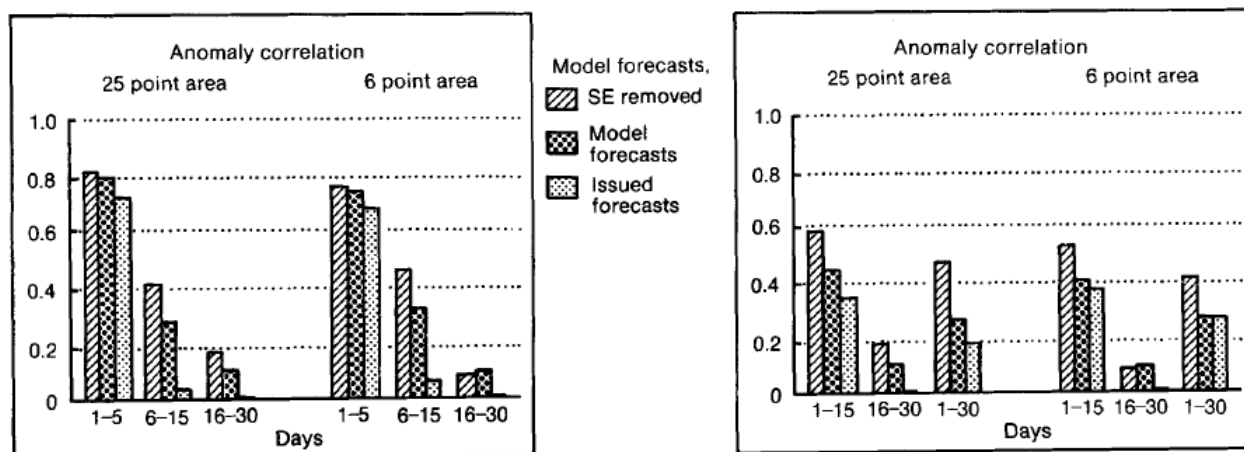 Anomaly correlation
25 point area 6 point area
1.0
0.8
0.6
0.4
0.2
0
1–5 6–15 16–30 1–5 6–15 16–30
Days
Model forecasts,
SE removed
Model
forecasts
Issued
forecasts
Anomaly correlation
25 point area 6 point area
1.0
0.8
0.6
0.4
0.2
0
1–15 16–30 1–30 1–15 16–30 1–30
Days